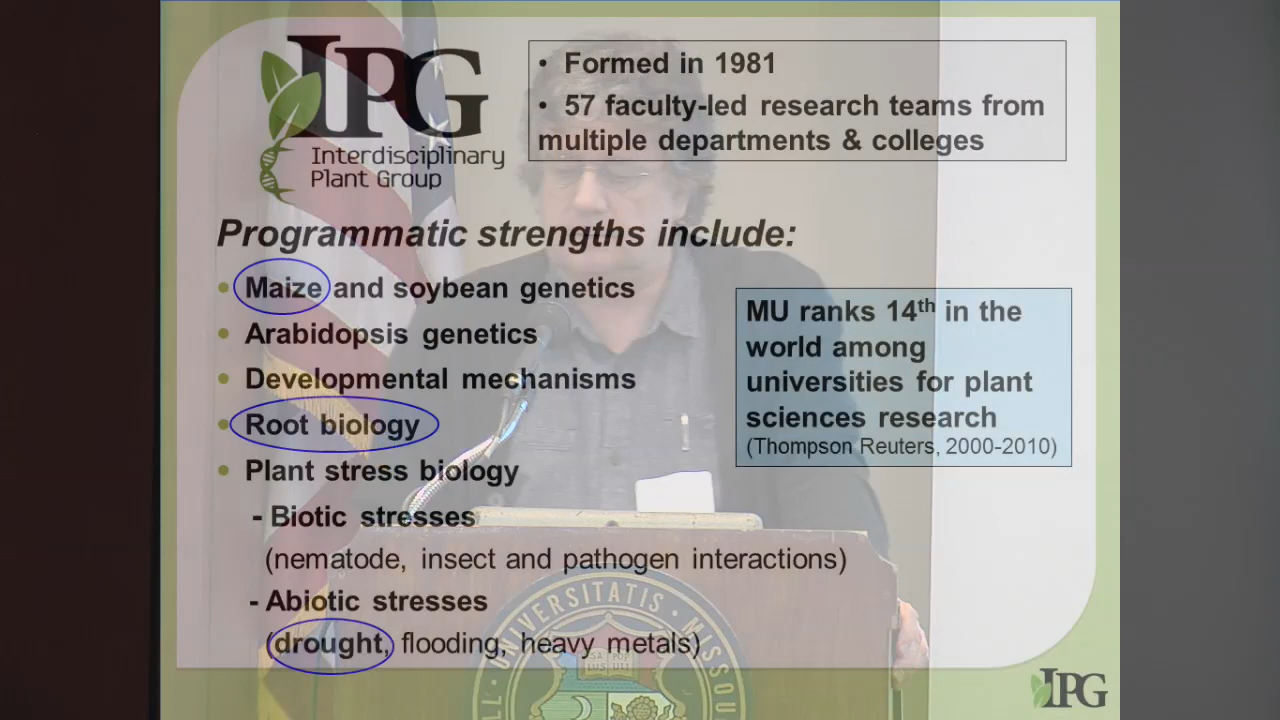 IPG
Interdisciplinary
Plant Group
• Formed in 1981
• 57 faculty-led research teams from
multiple departments & colleges
Programmatic strengths include:
• Maize and soybean genetics
• Arabidopsis genetics
• Developmental mechanisms
• Root biology
• Plant stress biology
- Biotic stresses
(nematode, insect and pathogen interactions)
- Abiotic stresses
(drought, flooding, heavy metals)
MU ranks 14th in the
world among
universities for plant
sciences research
(Thompson Reuters, 2000-2010)
UNIVERSITATIS • MISSOU
IPG